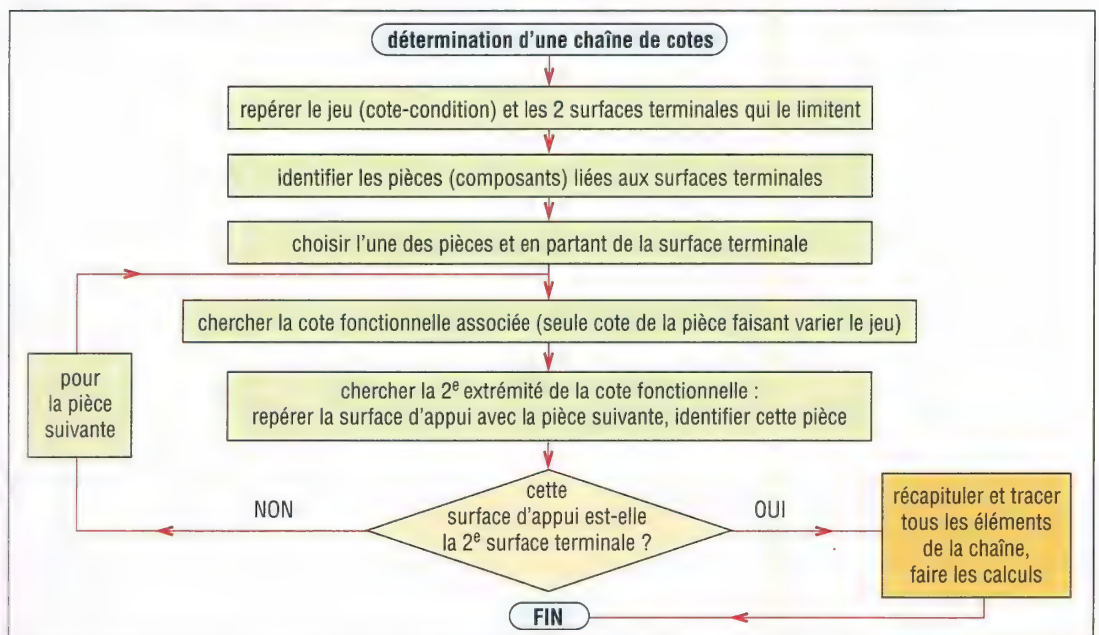 détermination d'une chaîne de cotes
repérer le jeu (cote-condition) et les 2 surfaces terminales qui le limitent
identifier les pièces (composants) liées aux surfaces terminales
choisir l'une des pièces et en partant de la surface terminale
chercher la cote fonctionnelle associée (seule cote de la pièce faisant varier le jeu)
pour
la pièce
suivante
chercher la 2e extrémité de la cote fonctionnelle :
repérer la surface d'appui avec la pièce suivante, identifier cette pièce
NON
cette
surface d'appui est-elle
la 2e surface terminale ?
OUI
récapituler et tracer
tous les éléments
de la chaîne,
faire les calculs
FIN